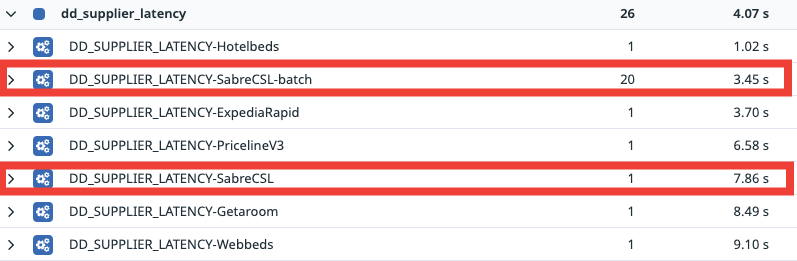 dd_supplier_latency 26 4.07 s
DD_SUPPLIER_LATENCY-Hotelbeds 1 1.02 s
DD_SUPPLIER_LATENCY-SabreCSL-batch 20 3.45 s
DD_SUPPLIER_LATENCY-ExpediaRapid 1 3.70 s
DD_SUPPLIER_LATENCY-PricelineV3 1 6.58 s
DD_SUPPLIER_LATENCY-SabreCSL 1 7.86 s
DD_SUPPLIER_LATENCY-Getaroom 1 8.49 s
DD_SUPPLIER_LATENCY-Webbeds 1 9.10 s